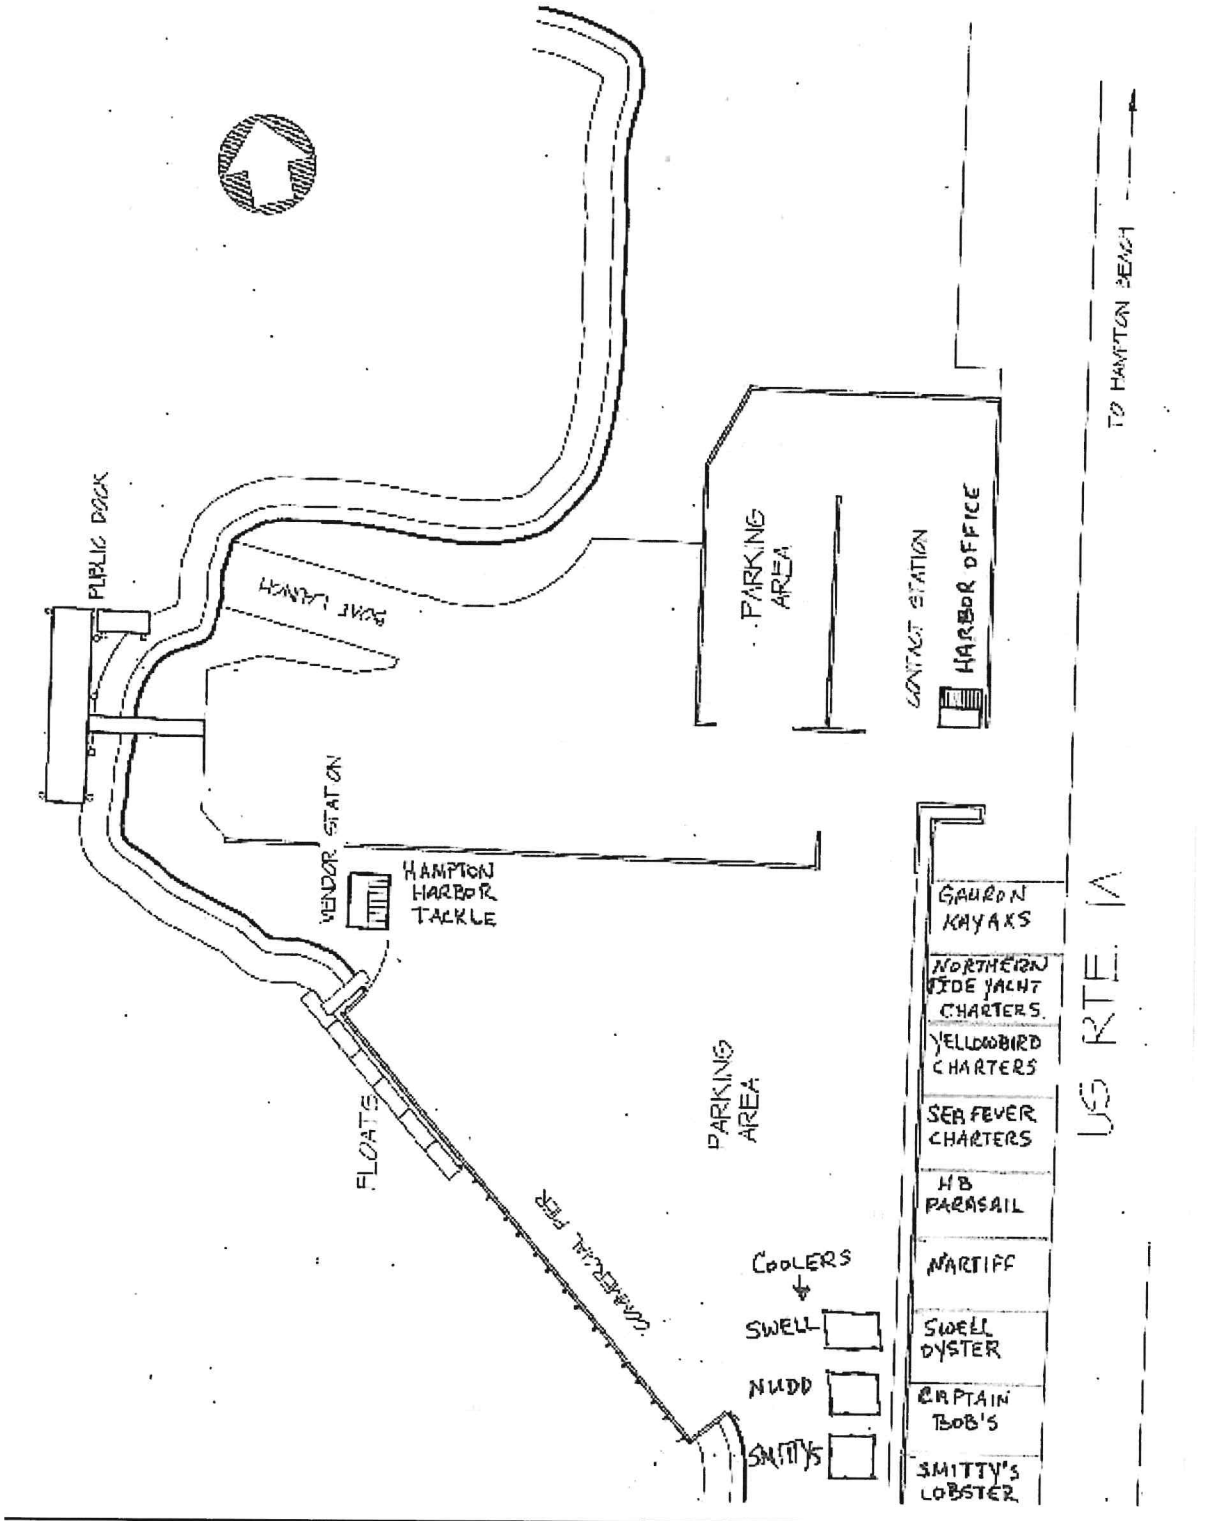 TO HAMPTON BEACH
PUBLIC DOCK
BOAT LAUNCH
PARKING
AREA
CONTACT STATION
HARBOR OFFICE
VENDOR STATION
HAMPTON
HARBOR
TACKLE
GAURON
KAYAKS
NORTHERN
TIDE YACHT
CHARTERS.
YELLOWBIRD
CHARTERS
SEA FEVER
CHARTERS
HB
PARASAIL
NARTIFF
SWELL
OYSTER
CAPTAIN
BOB'S
SMITTY'S
LOBSTER
US RTE 1A
PARKING
AREA
FLOATS
COMMERCIAL PIER
COOLERS
SWELL
NUDD
SMITTYS